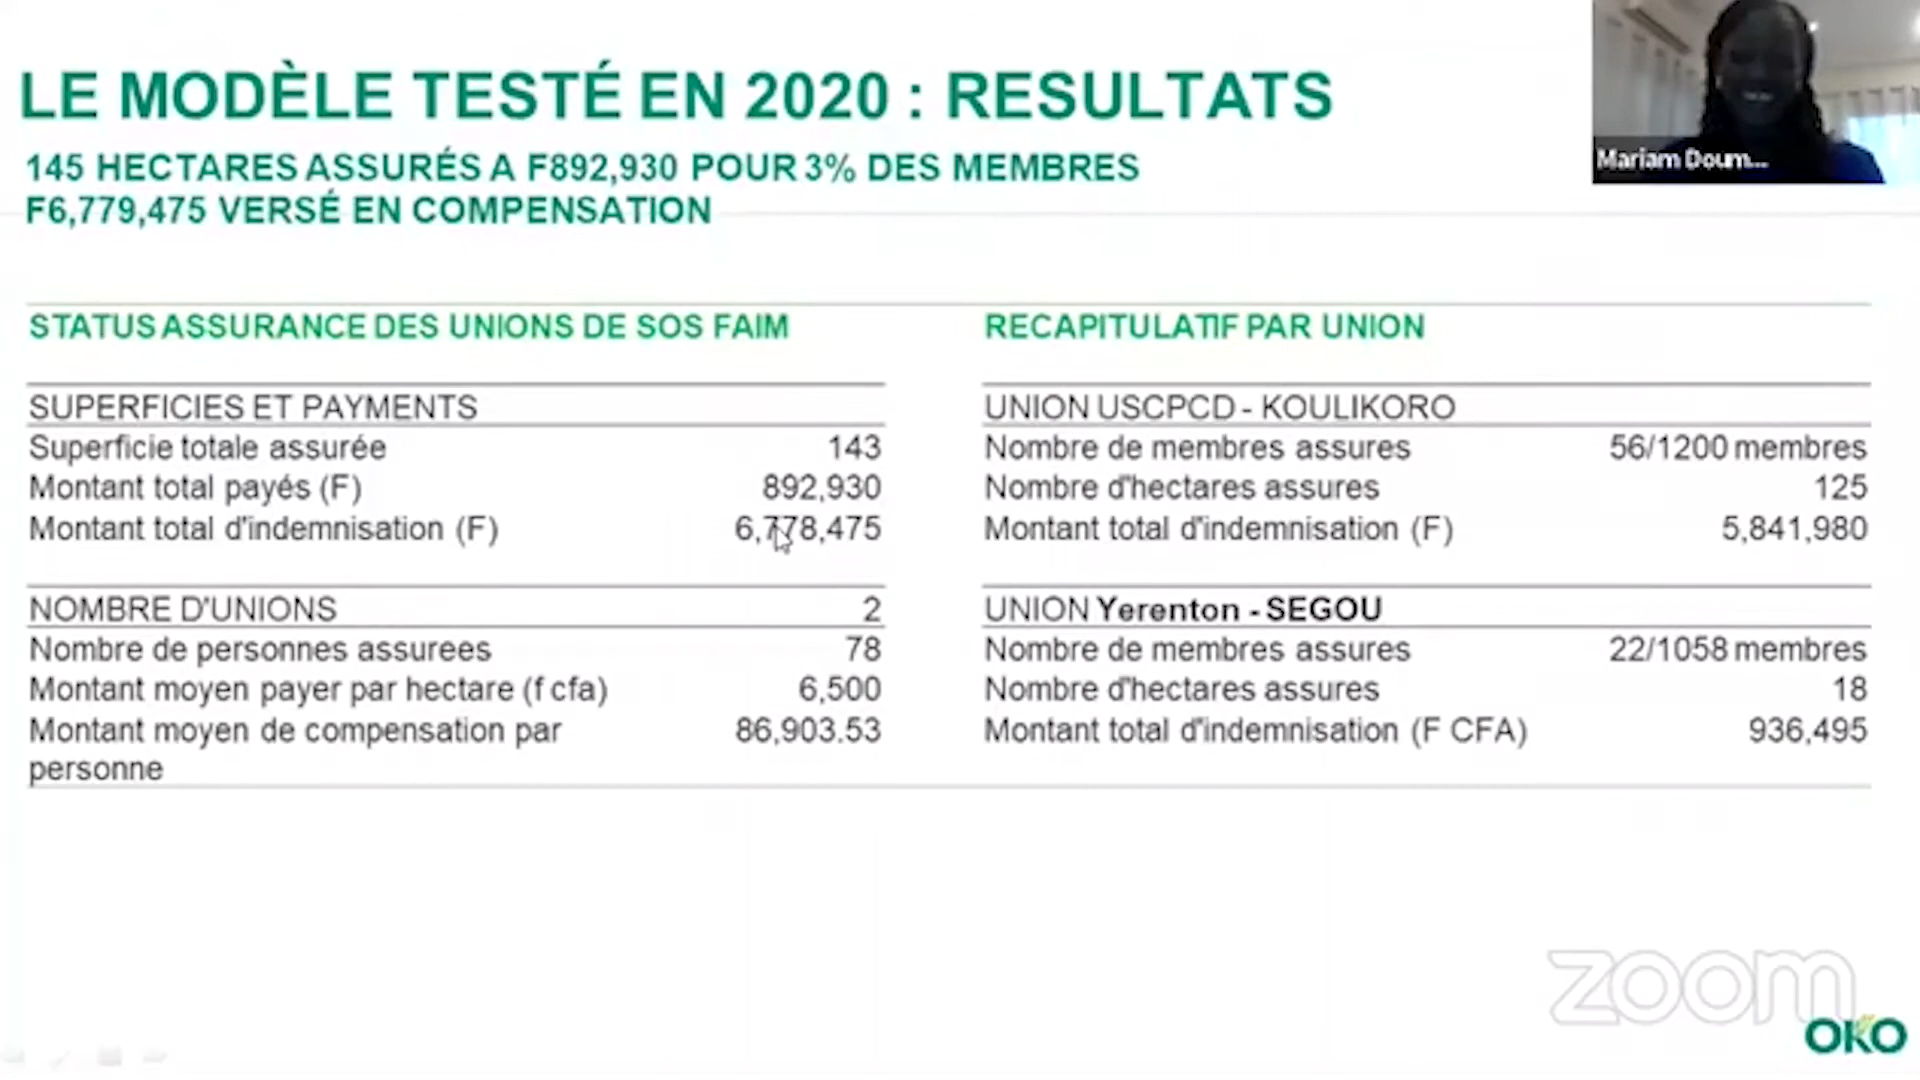 LE MODÈLE TESTÉ EN 2020 : RESULTATS
145 HECTARES ASSURÉS A F892,930 POUR 3% DES MEMBRES
F6,779,475 VERSÉ EN COMPENSATION
Mariam Doum...
STATUS ASSURANCE DES UNIONS DE SOS FAIM
SUPERFICIES ET PAYMENTS
Superficie totale assurée 143
Montant total payés (F) 892,930
Montant total d'indemnisation (F) 6,778,475
NOMBRE D'UNIONS 2
Nombre de personnes assurees 78
Montant moyen payer par hectare (f cfa) 6,500
Montant moyen de compensation par 86,903.53
personne
RECAPITULATIF PAR UNION
UNION USCPCD - KOULIKORO
Nombre de membres assures 56/1200 membres
Nombre d'hectares assures 125
Montant total d'indemnisation (F) 5,841,980
UNION Yerenton - SEGOU
Nombre de membres assures 22/1058 membres
Nombre d'hectares assures 18
Montant total d'indemnisation (F CFA) 936,495
zoom
OKO